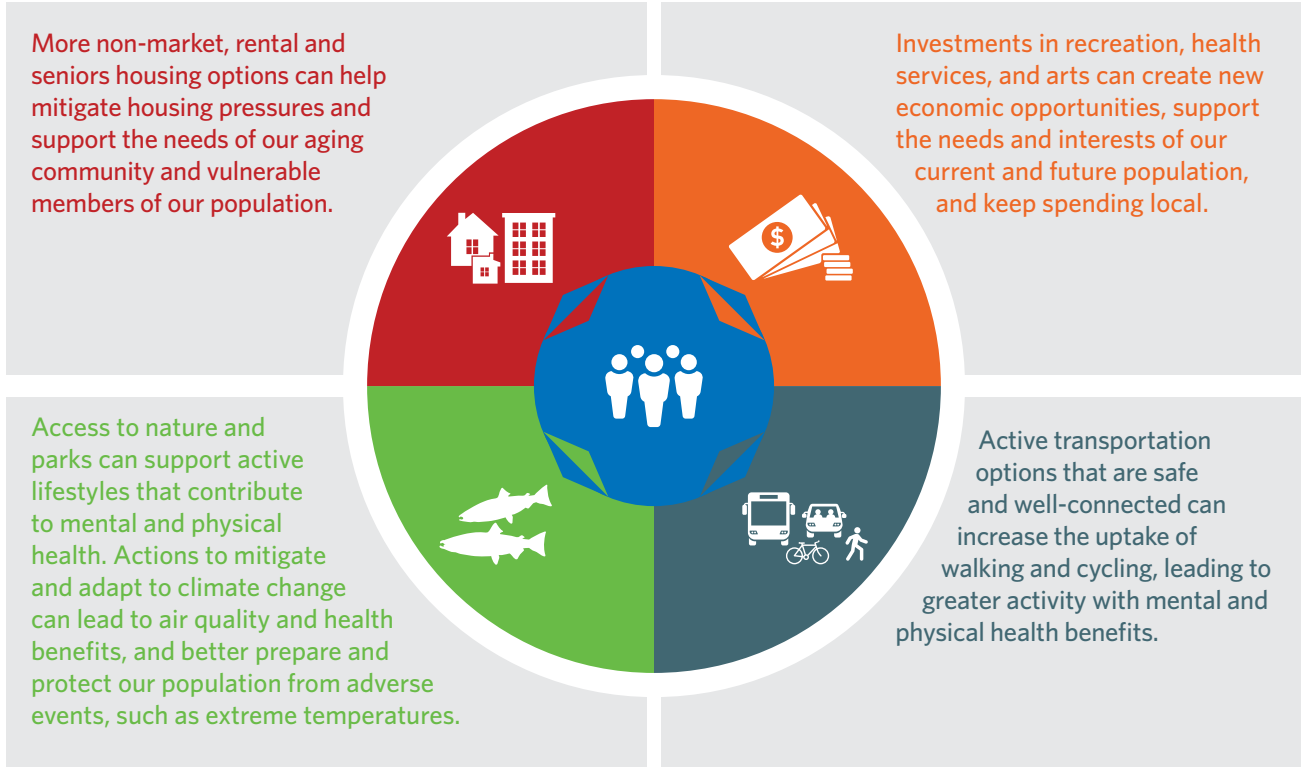 More non-market, rental and
seniors housing options can help
mitigate housing pressures and
support the needs of our aging
community and vulnerable
members of our population.
Investments in recreation, health
services, and arts can create new
economic opportunities, support
the needs and interests of our
current and future population,
and keep spending local.
$
Access to nature and
parks can support active
lifestyles that contribute
to mental and physical
health. Actions to mitigate
and adapt to climate change
can lead to air quality and health
benefits, and better prepare and
protect our population from adverse
events, such as extreme temperatures.
Active transportation
options that are safe
and well-connected can
increase the uptake of
walking and cycling, leading to
greater activity with mental and
physical health benefits.